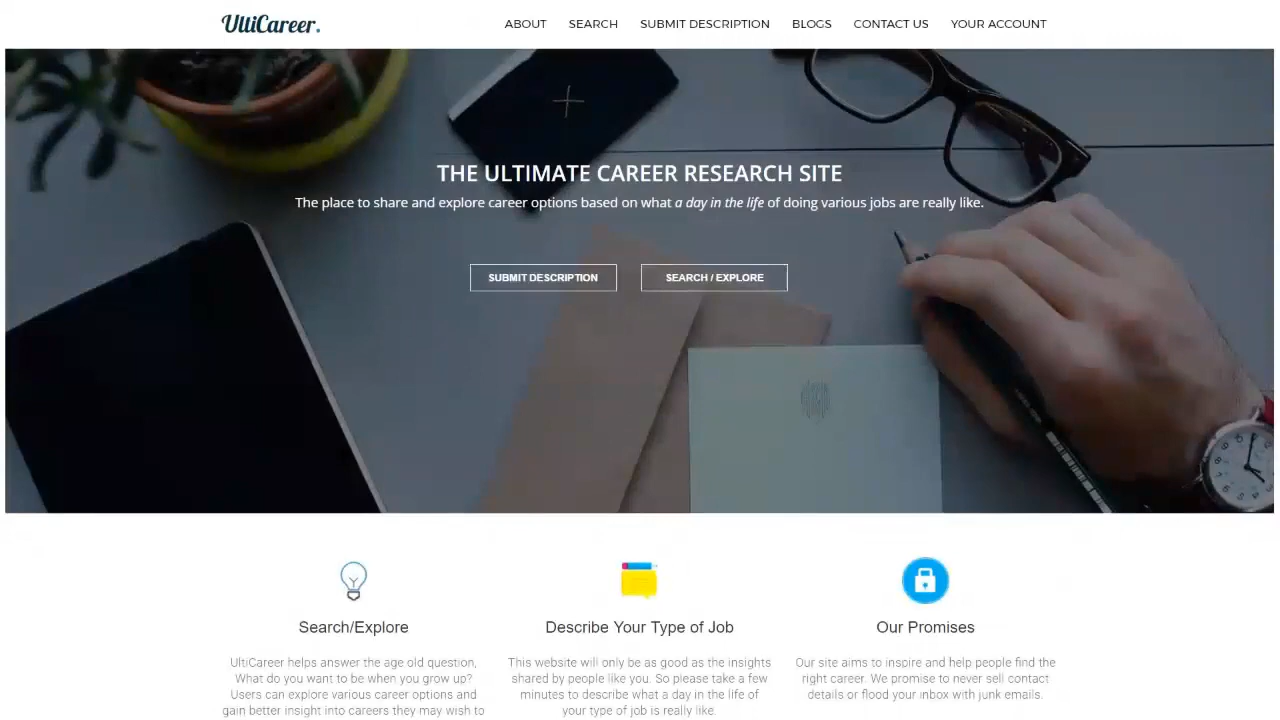 UltiCareer.
ABOUT SEARCH SUBMIT DESCRIPTION BLOGS CONTACT US YOUR ACCOUNT
THE ULTIMATE CAREER RESEARCH SITE
The place to share and explore career options based on what a day in the life of doing various jobs are really like.
SUBMIT DESCRIPTION SEARCH / EXPLORE
Search/Explore
UltiCareer helps answer the age old question,
What do you want to be when you grow up?
Users can explore various career options and
gain better insight into careers they may wish to
Describe Your Type of Job
This website will only be as good as the insights
shared by people like you. So please take a few
minutes to describe what a day in the life of
your type of job is really like.
Our Promises
Our site aims to inspire and help people find the
right career. We promise to never sell contact
details or flood your inbox with junk emails.